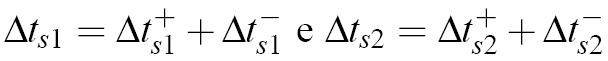 Δt_{s1} = Δt_{s1}^{+} + Δt_{s1}^{-} e Δt_{s2} = Δt_{s2}^{+} + Δt_{s2}^{-}